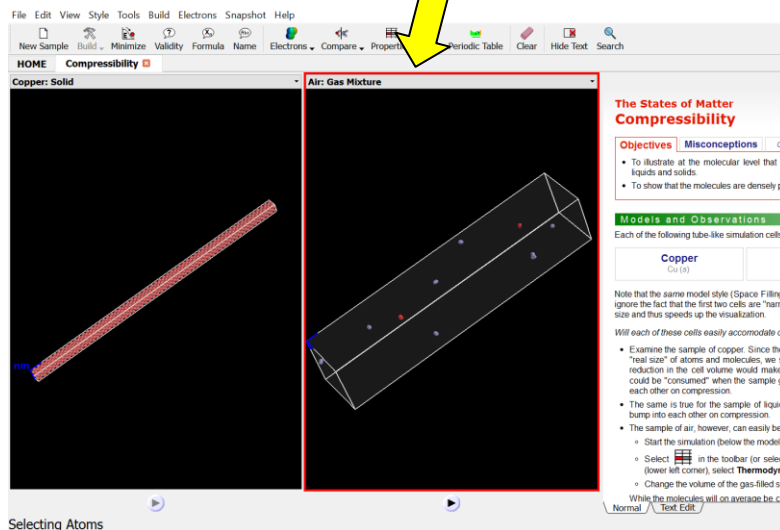 File Edit View Style Tools Build Electrons Snapshot Help
New Sample Build Minimize Validity Formula Name Electrons Compare Periodic Table Clear Hide Text Search
HOME Compressibility
Copper: Solid
Air: Gas Mixture
The States of Matter
Compressibility
Objectives Misconceptions
• To illustrate at the molecular level that
liquids and solids.
• To show that the molecules are densely
Models and Observations
Each of the following tube-like simulation cells
Copper
Cu (s)
Note that the same model style (Space Filling
ignore the fact that the first two cells are
size and thus speeds up the visualization.
Will each of these cells easily accomodate
• Examine the sample of copper. Since the
"real size" of atoms and molecules, we
reduction in the cell volume would make
could be "consumed" when the sample
each other on compression.
• The same is true for the sample of
bump into each other on compression.
• The sample of air, however, can easily be
◦ Start the simulation (below the model
◦ Select in the toolbar (or
(lower left corner), select
◦ Change the volume of the gas-filled
While the molecules will on average be
Normal Text Edit
Selecting Atoms